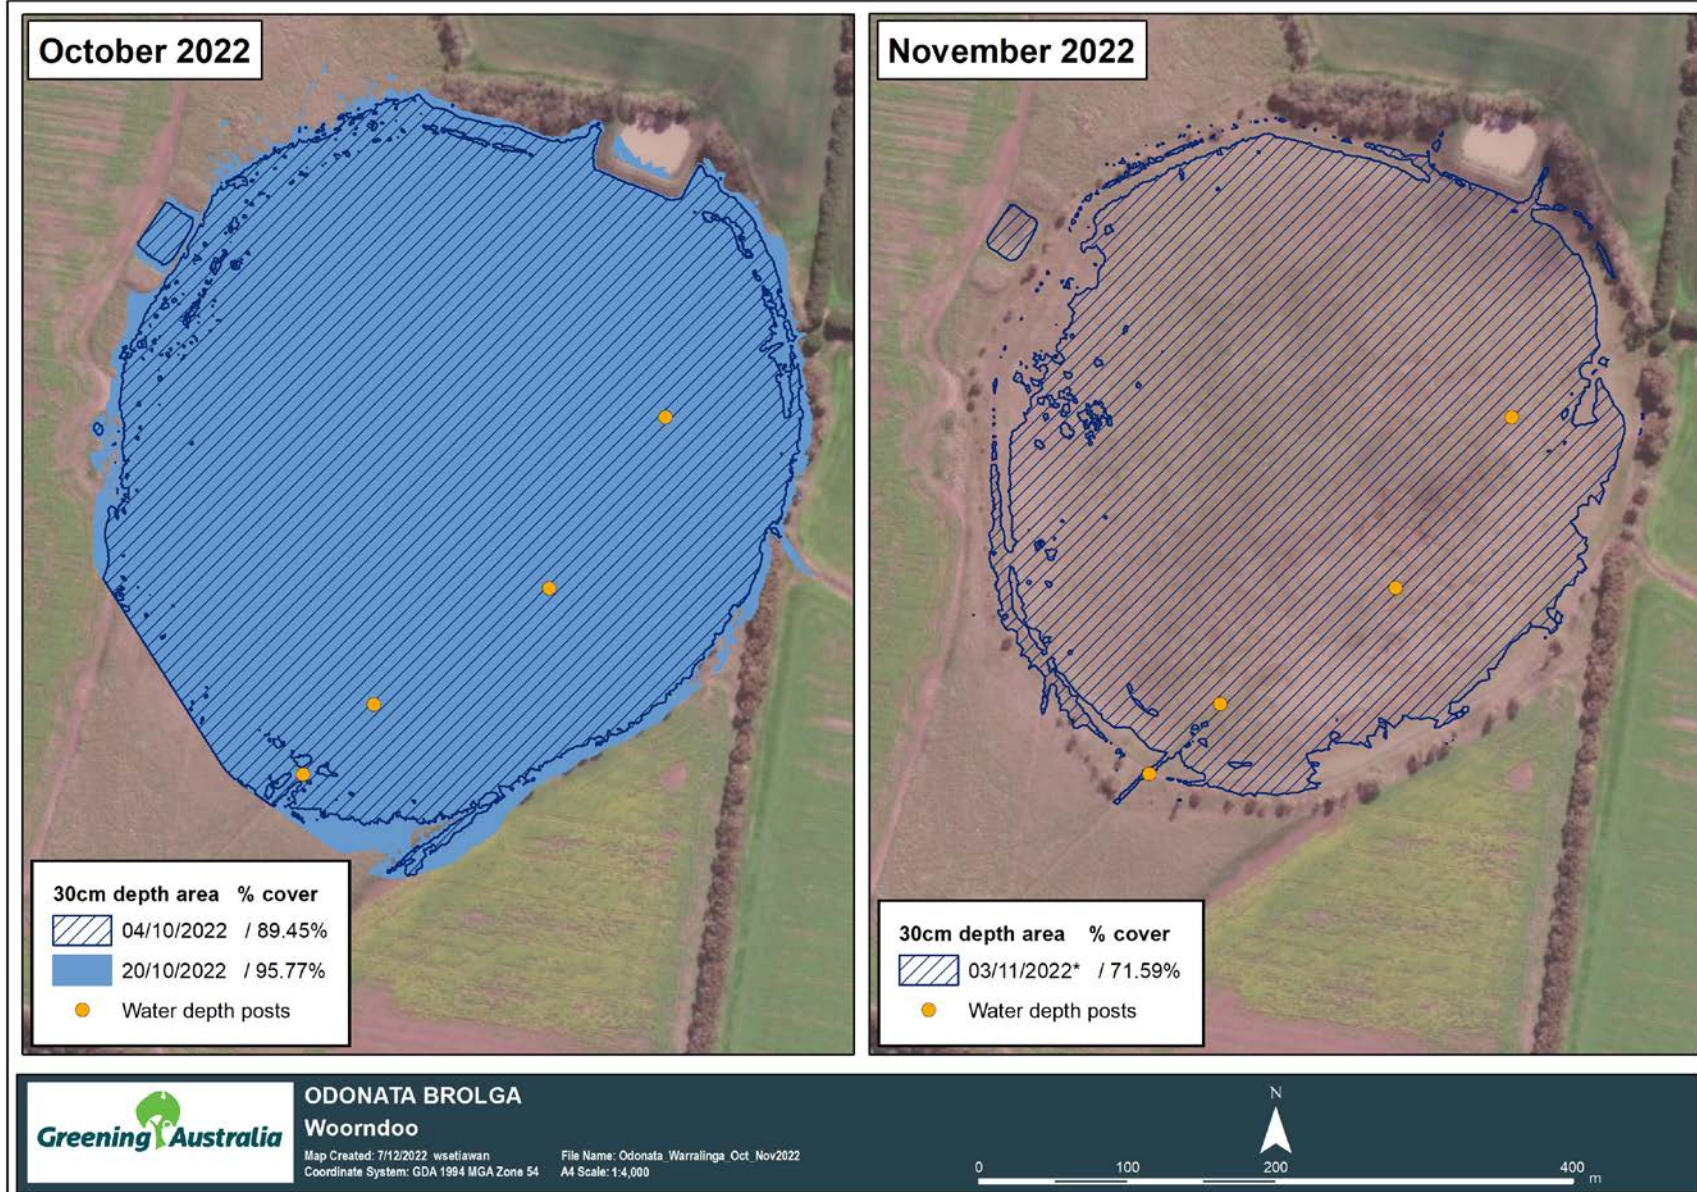 October 2022
30cm depth area % cover
04/10/2022 / 89.45%
20/10/2022 / 95.77%
Water depth posts
November 2022
30cm depth area % cover
03/11/2022* / 71.59%
Water depth posts
Greening Australia
ODONATA BROLGA
Woorndoo
Map Created: 7/12/2022 wsetiawan File Name: Odonata_Warralinga_Oct_Nov2022
Coordinate System: GDA 1994 MGA Zone 54 A4 Scale: 1:4,000
N
0 100 200 400
m